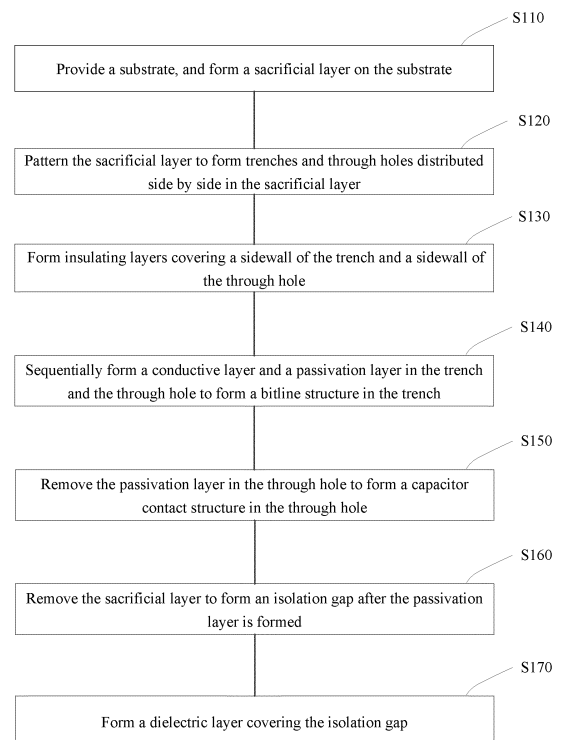 S110
Provide a substrate, and form a sacrificial layer on the substrate
S120
Pattern the sacrificial layer to form trenches and through holes distributed
side by side in the sacrificial layer
S130
Form insulating layers covering a sidewall of the trench and a sidewall of
the through hole
S140
Sequentially form a conductive layer and a passivation layer in the trench
and the through hole to form a bitline structure in the trench
S150
Remove the passivation layer in the through hole to form a capacitor
contact structure in the through hole
S160
Remove the sacrificial layer to form an isolation gap after the passivation
layer is formed
S170
Form a dielectric layer covering the isolation gap